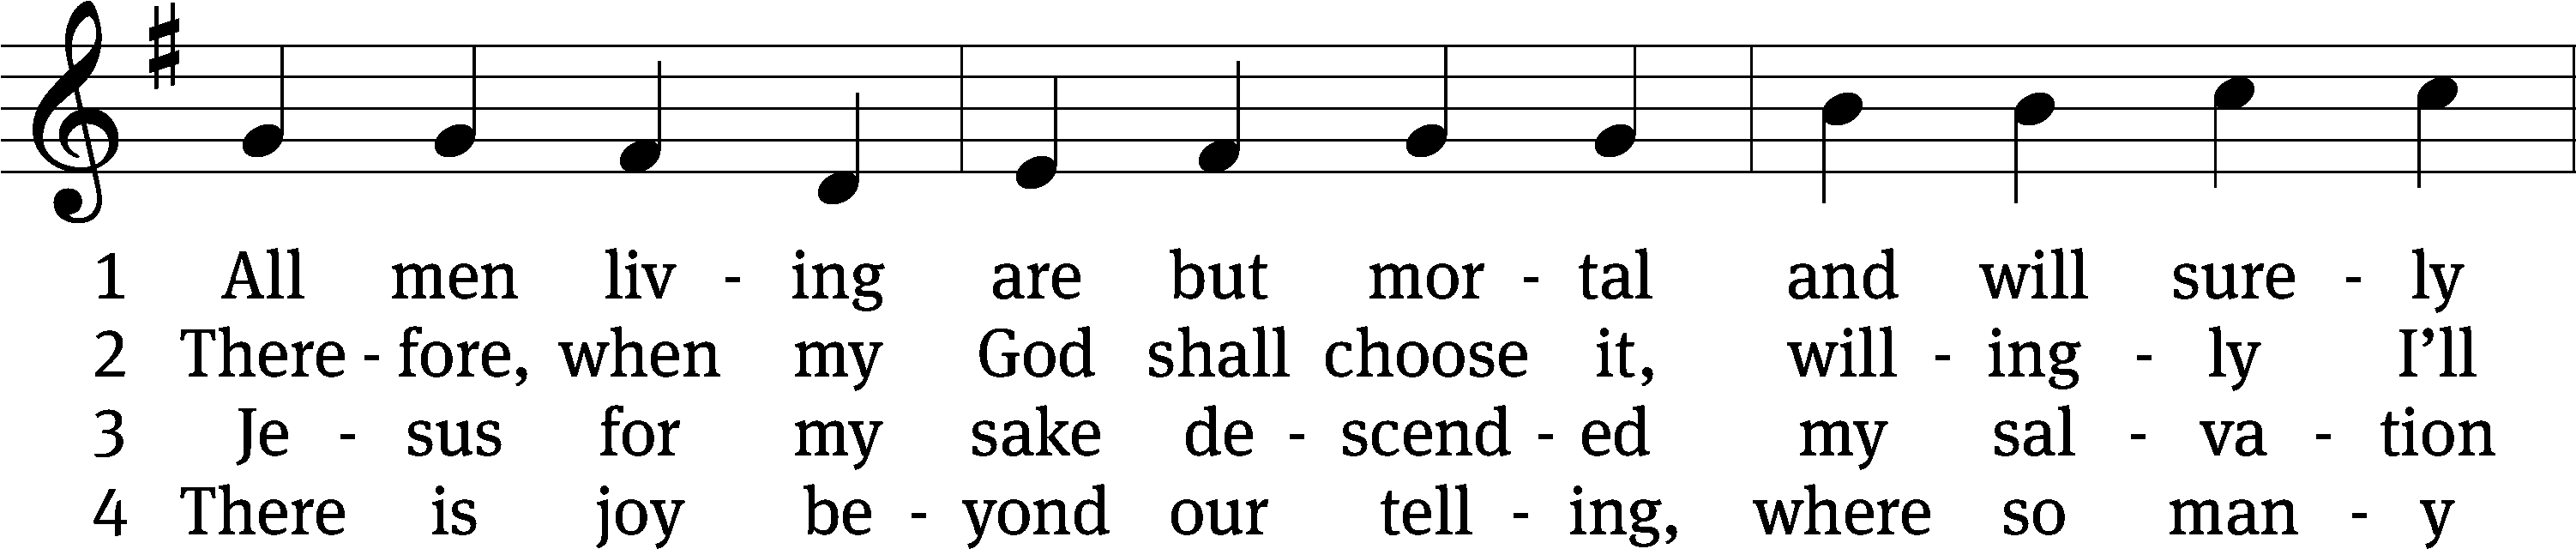 1 All men liv - ing are but mor - tal and will sure - ly
2 There - fore, when my God shall choose it, will - ing - ly I’ll
3 Je - sus for my sake de - scend - ed my sal - va - tion
4 There is joy be - yond our tell - ing, where so man - y